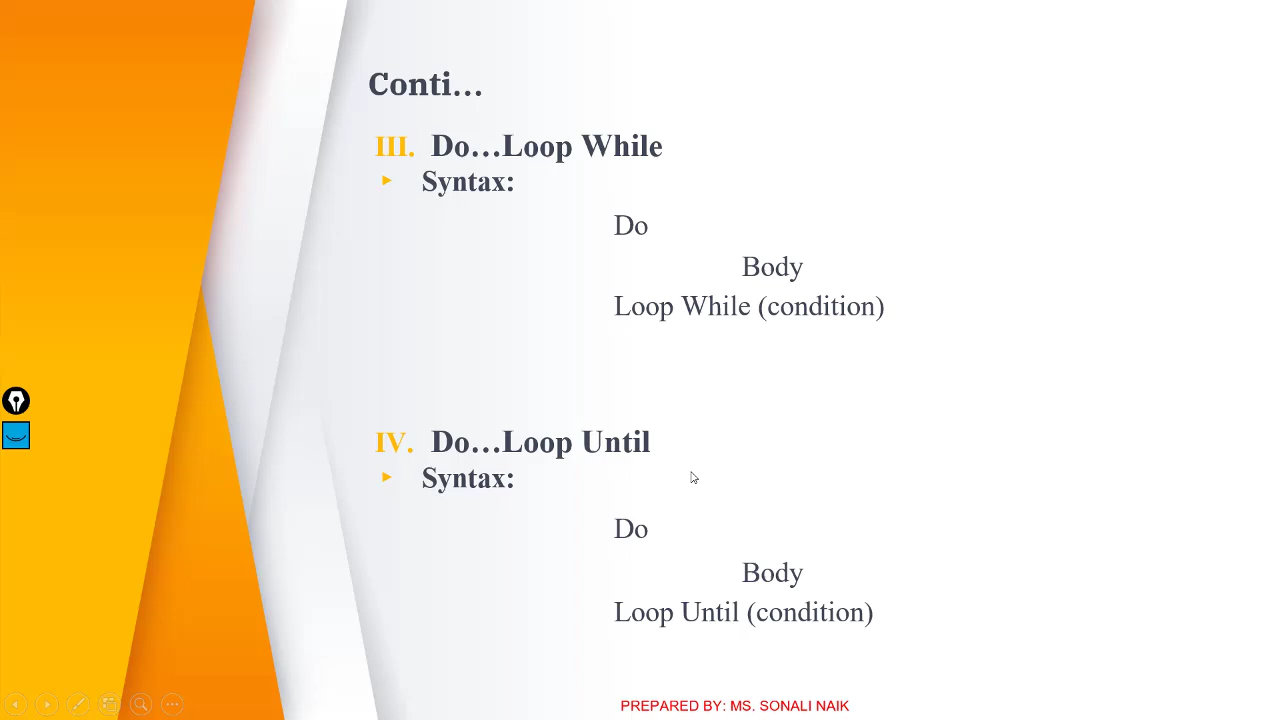 Conti…
III. Do…Loop While
Syntax:
Do
Body
Loop While (condition)
IV. Do…Loop Until
Syntax:
Do
Body
Loop Until (condition)
PREPARED BY: MS. SONALI NAIK